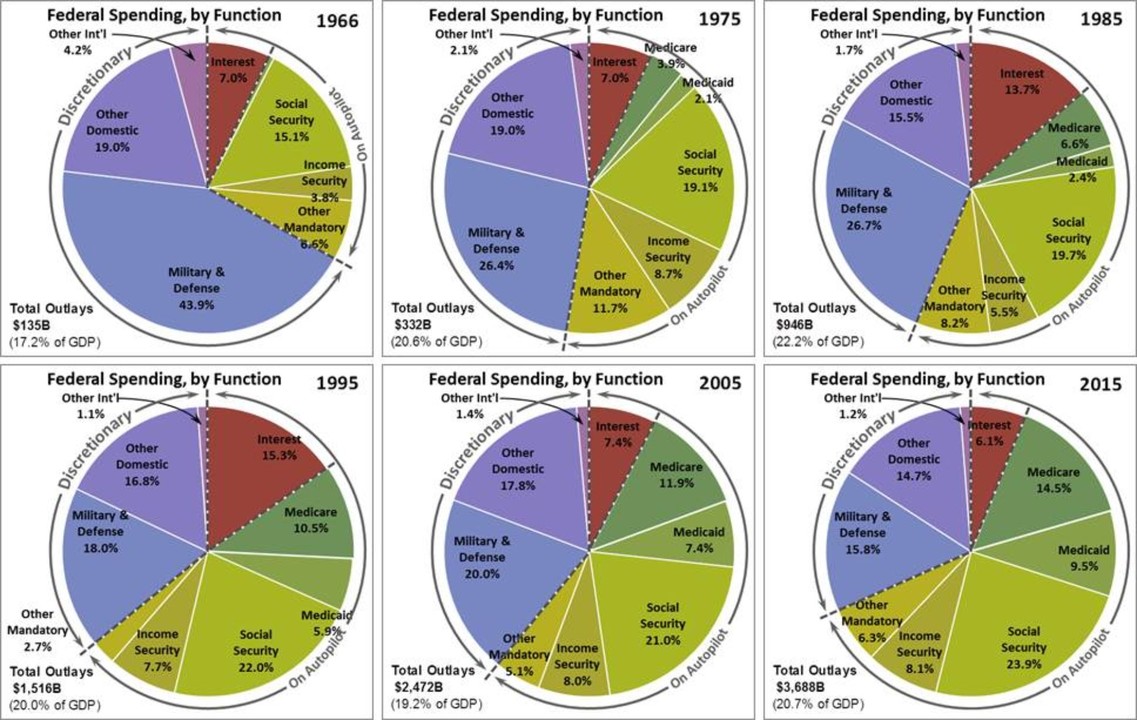 Federal Spending, by Function
1966
Other Int'l
4.2%
Discretionary
On Autopilot
Interest
7.0%
Social
Security
15.1%
Income
Security
3.8%
Other
Mandatory
6.6%
Military &
Defense
43.9%
Other
Domestic
19.0%
Total Outlays
$135B
(17.2% of GDP)
Federal Spending, by Function
1975
Other Int'l
2.1%
Discretionary
On Autopilot
Interest
7.0%
Medicare
3.9%
Medicaid
2.1%
Social
Security
19.1%
Income
Security
8.7%
Other
Mandatory
11.7%
Military &
Defense
26.4%
Other
Domestic
19.0%
Total Outlays
$332B
(20.6% of GDP)
Federal Spending, by Function
1985
Other Int'l
1.7%
Discretionary
On Autopilot
Interest
13.7%
Medicare
6.6%
Medicaid
2.4%
Social
Security
19.7%
Income
Security
5.5%
Other
Mandatory
8.2%
Military &
Defense
26.7%
Other
Domestic
15.5%
Total Outlays
$946B
(22.2% of GDP)
Federal Spending, by Function
1995
Other Int'l
1.1%
Discretionary
On Autopilot
Interest
15.3%
Medicare
10.5%
Medicaid
5.9%
Social
Security
22.0%
Income
Security
7.7%
Other
Mandatory
2.7%
Military &
Defense
18.0%
Other
Domestic
16.8%
Total Outlays
$1,516B
(20.0% of GDP)
Federal Spending, by Function
2005
Other Int'l
1.4%
Discretionary
On Autopilot
Interest
7.4%
Medicare
11.9%
Medicaid
7.4%
Social
Security
21.0%
Income
Security
8.0%
Other
Mandatory
5.1%
Military &
Defense
20.0%
Other
Domestic
17.8%
Total Outlays
$2,472B
(19.2% of GDP)
Federal Spending, by Function
2015
Other Int'l
1.2%
Discretionary
On Autopilot
Interest
6.1%
Medicare
14.5%
Medicaid
9.5%
Social
Security
23.9%
Income
Security
8.1%
Other
Mandatory
6.3%
Military &
Defense
15.8%
Other
Domestic
14.7%
Total Outlays
$3,688B
(20.7% of GDP)